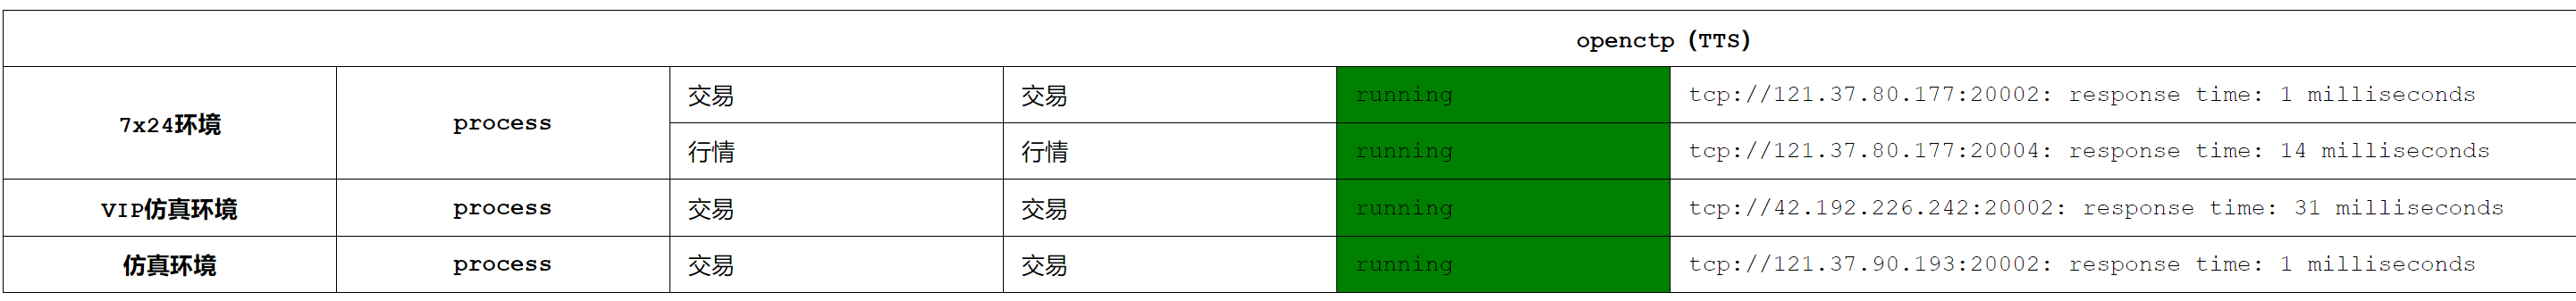 openctp (TTS)
7x24环境 process 交易 交易 running tcp://121.37.80.177:20002: response time: 1 milliseconds
行情 行情 running tcp://121.37.80.177:20004: response time: 14 milliseconds
VIP仿真环境 process 交易 交易 running tcp://42.192.226.242:20002: response time: 31 milliseconds
仿真环境 process 交易 交易 running tcp://121.37.90.193:20002: response time: 1 milliseconds